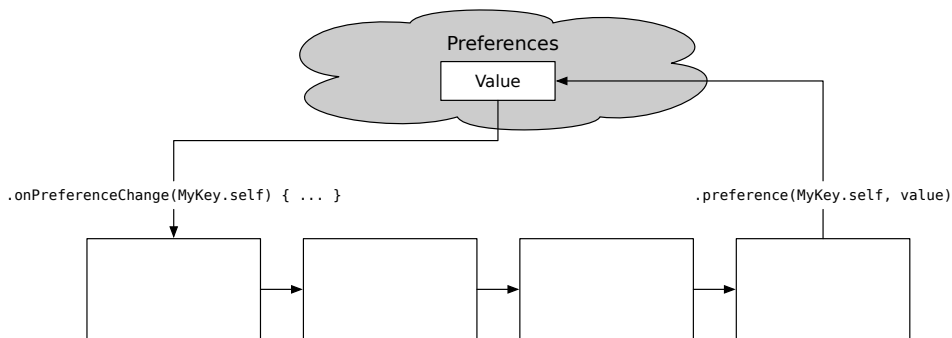 Preferences
Value
.onPreferenceChange(MyKey.self) { ... }
.preference(MyKey.self, value)